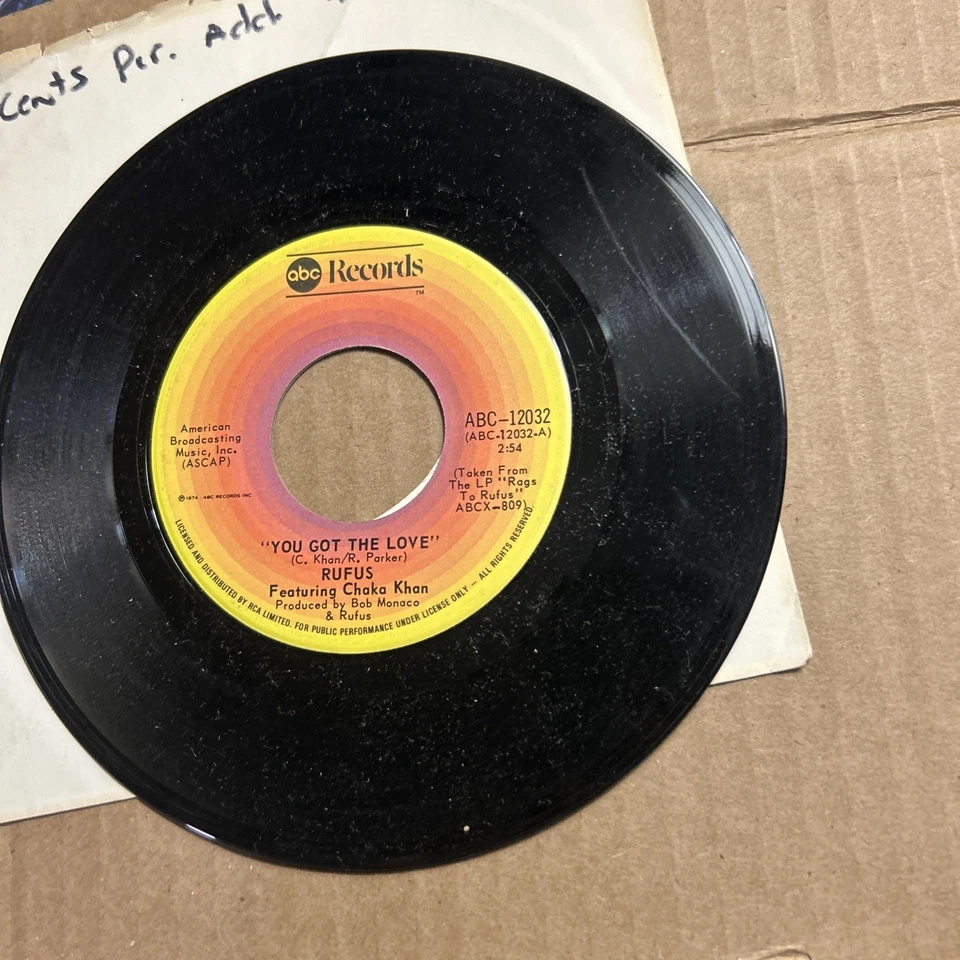 Cents Per. Add
abc Records
TM
American
Broadcasting
Music, Inc.
(ASCAP)
℗1974 · ABC RECORDS INC
ABC-12032
(ABC-12032-A)
2:54
(Taken From
The LP "Rags
To Rufus"
ABCX-809)
"YOU GOT THE LOVE"
(C. Khan/R. Parker)
RUFUS
Featuring Chaka Khan
Produced by Bob Monaco
& Rufus
LICENSED AND DISTRIBUTED BY RCA LIMITED. FOR PUBLIC PERFORMANCE UNDER LICENSE ONLY — ALL RIGHTS RESERVED.